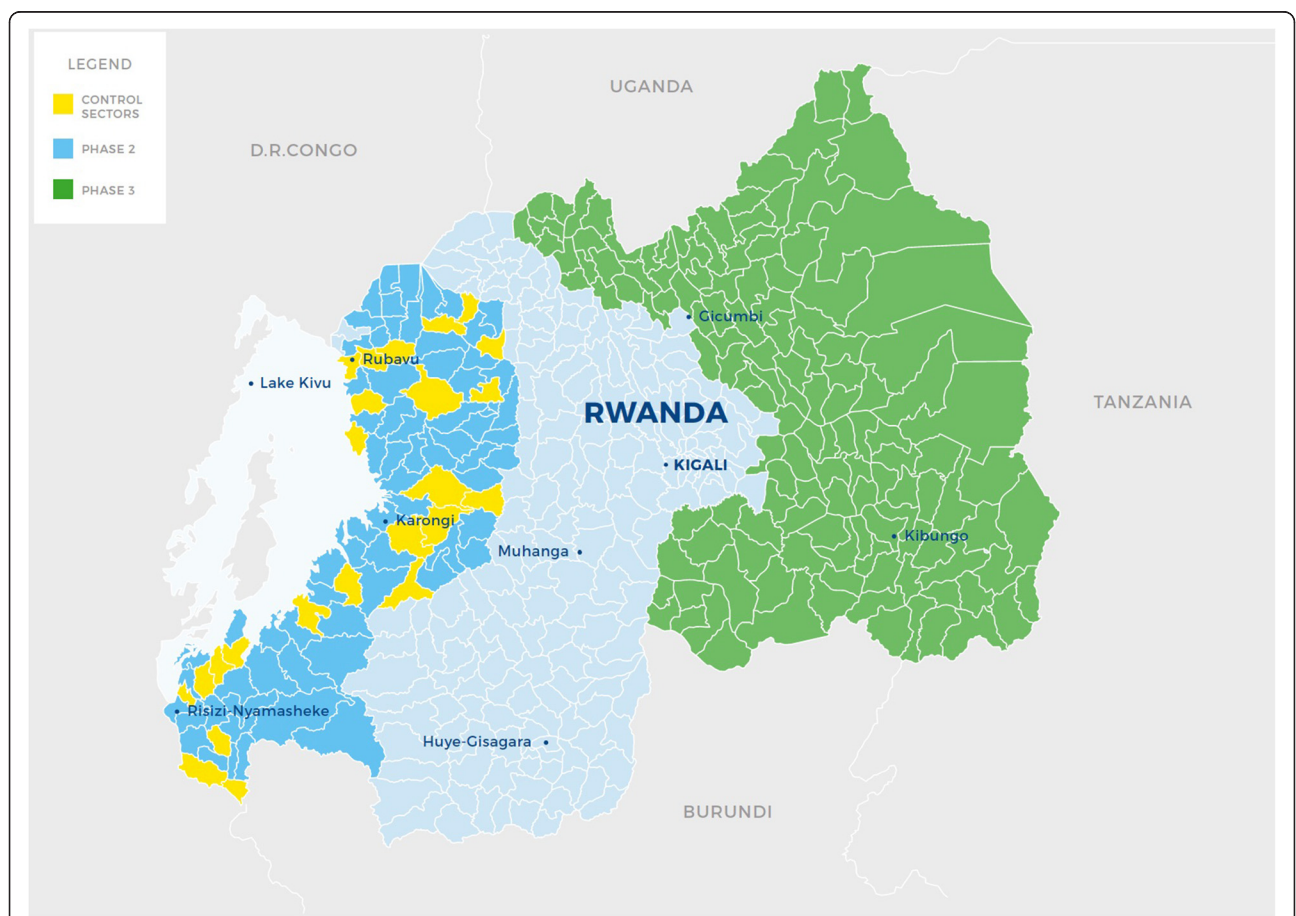 LEGEND
CONTROL
SECTORS
PHASE 2
PHASE 3
UGANDA
D.R.CONGO
Gicumbi
Rubavu
Lake Kivu
RWANDA
TANZANIA
KIGALI
Karongi
Kibungo
Muhanga
Risizi-Nyamasheke
Huye-Gisagara
BURUNDI